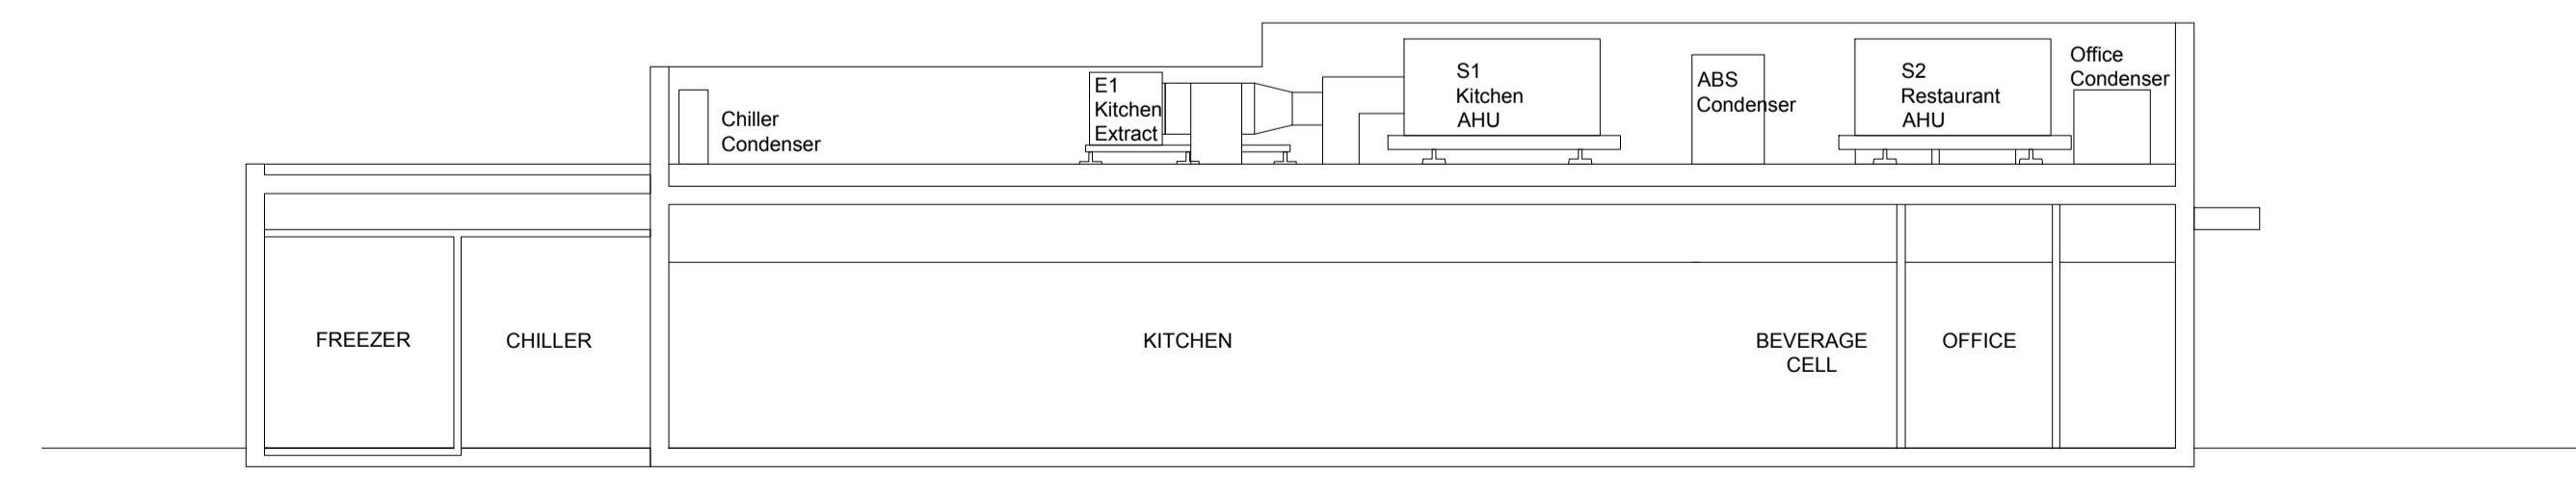 Chiller
Condenser
E1
Kitchen
Extract
S1
Kitchen
AHU
ABS
Condenser
S2
Restaurant
AHU
Office
Condenser
FREEZER
CHILLER
KITCHEN
BEVERAGE
CELL
OFFICE